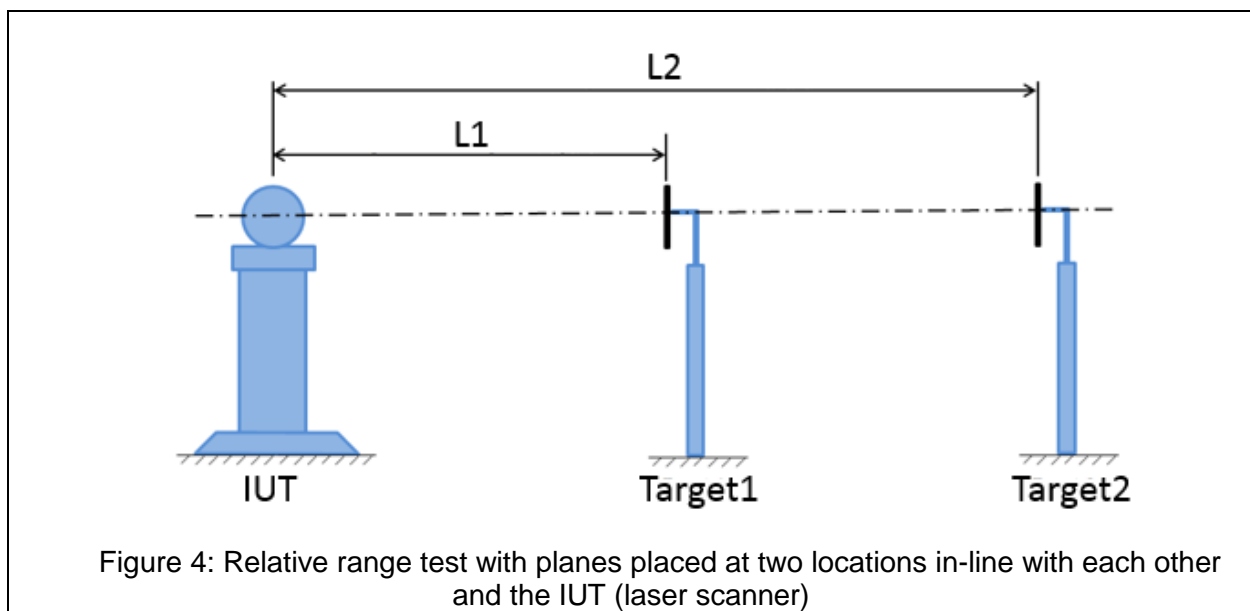 L2
L1
IUT
Target1
Target2
Figure 4: Relative range test with planes placed at two locations in-line with each other
and the IUT (laser scanner)